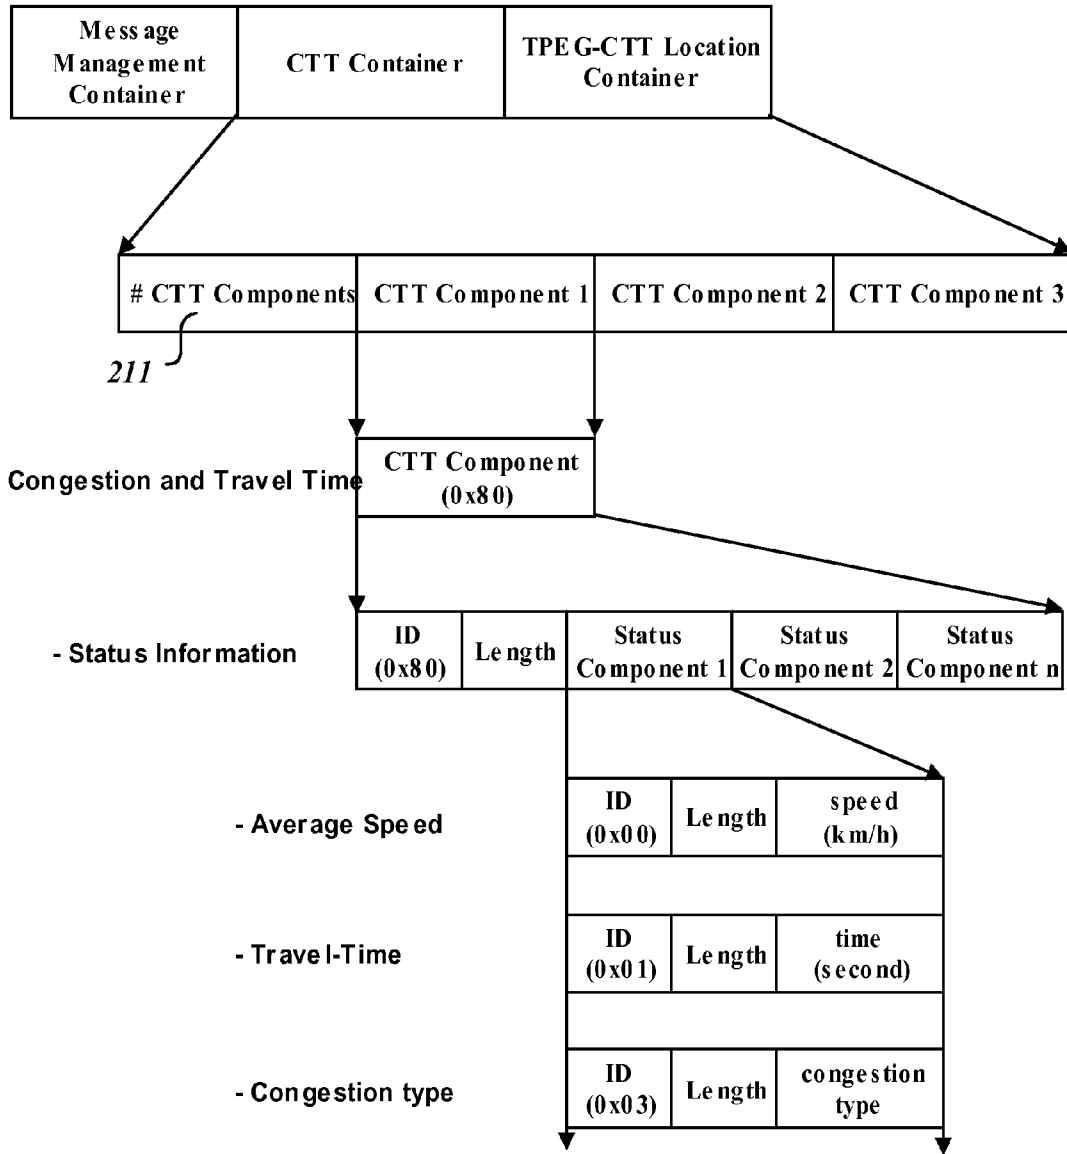 Message
Management
Container
CTT Container
TPEG-CTT Location
Container
# CTT Components
CTT Component 1
CTT Component 2
CTT Component 3
211
Congestion and Travel Time
CTT Component
(0x80)
- Status Information
ID
(0x80)
Length
Status
Component 1
Status
Component 2
Status
Component n
- Average Speed
ID
(0x00)
Length
speed
(km/h)
- Travel-Time
ID
(0x01)
Length
time
(second)
- Congestion type
ID
(0x03)
Length
congestion
type